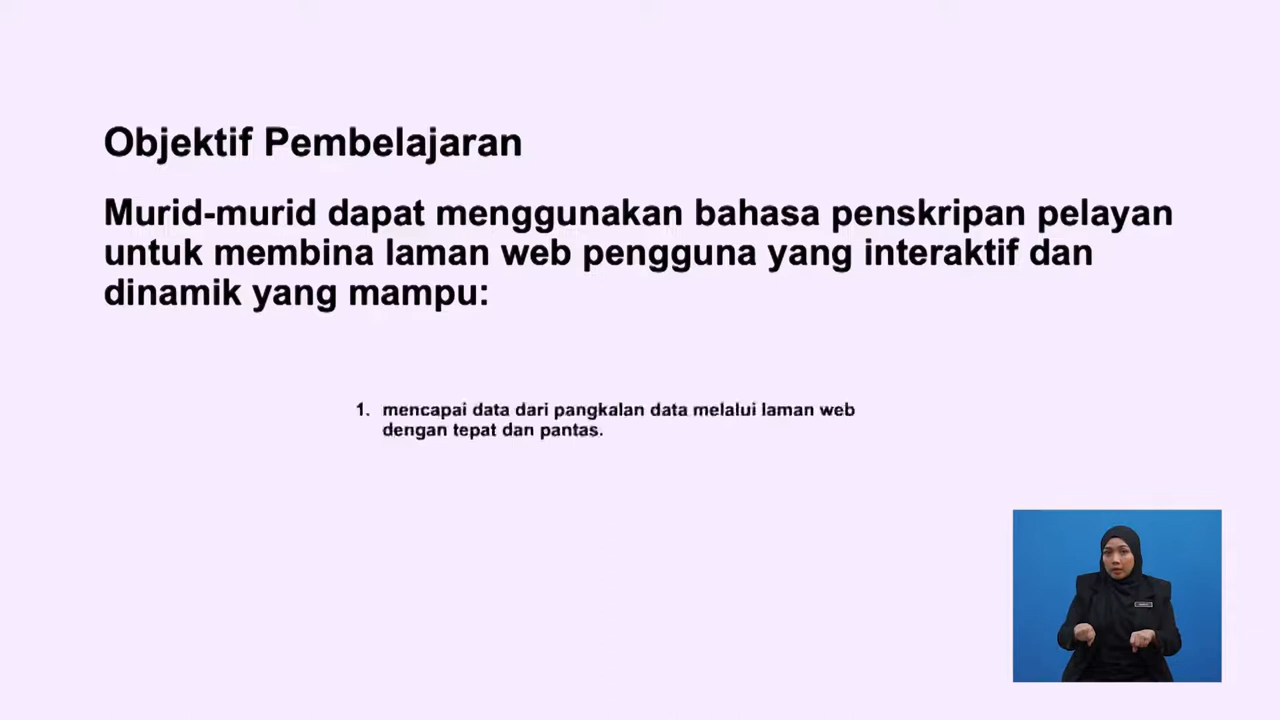 Objektif Pembelajaran
Murid-murid dapat menggunakan bahasa penskripan pelayan
untuk membina laman web pengguna yang interaktif dan
dinamik yang mampu:
1. mencapai data dari pangkalan data melalui laman web
dengan tepat dan pantas.